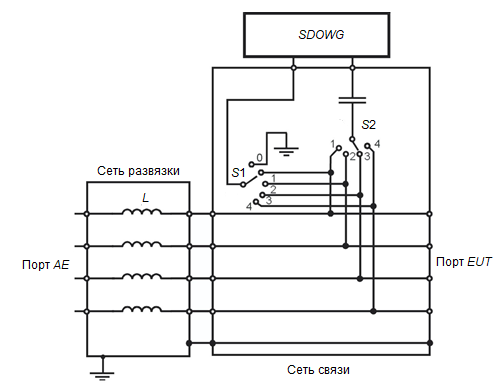 SDOWG
S2
1
2
3
4
S1
0
1
2
3
4
Сеть развязки
L
Порт AE
Порт EUT
Сеть связи